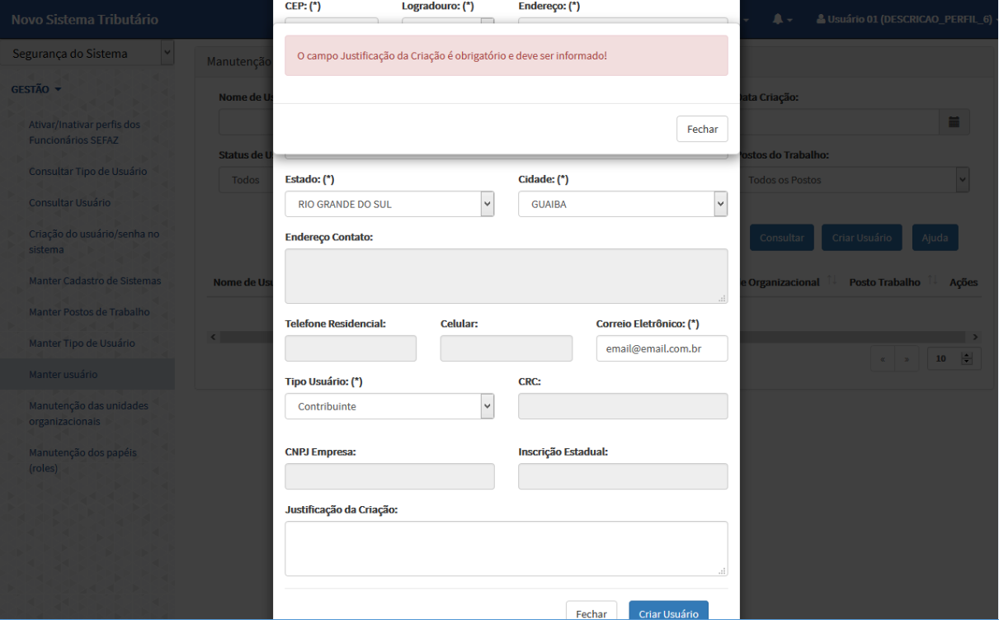 Novo Sistema Tributário
Usuário 01 (DESCRICAO_PERFIL_6)
Segurança do Sistema
GESTÃO
Ativar/Inativar perfis dos
Funcionários SEFAZ
Consultar Tipo de Usuário
Consultar Usuário
Criação do usuário/senha no
sistema
Manter Cadastro de Sistemas
Manter Postos de Trabalho
Manter Tipo de Usuário
Manter usuário
Manutenção das unidades
organizacionais
Manutenção dos papéis
(roles)
Manutenção
Nome de
Status de
Todos
Nome de
CEP: (*) Logradouro: (*) Endereço: (*)
O campo Justificação da Criação é obrigatório e deve ser informado!
Fechar
Estado: (*) Cidade: (*)
RIO GRANDE DO SUL GUAIBA
Endereço Contato:
Telefone Residencial: Celular: Correio Eletrônico: (*)
email@email.com.br
Tipo Usuário: (*) CRC:
Contribuinte
CNPJ Empresa: Inscrição Estadual:
Justificação da Criação:
Fechar Criar Usuário
Data Criação:
Postos do Trabalho:
Todos os Postos
Consultar Criar Usuário Ajuda
Organizacional Posto Trabalho Ações
« » 10